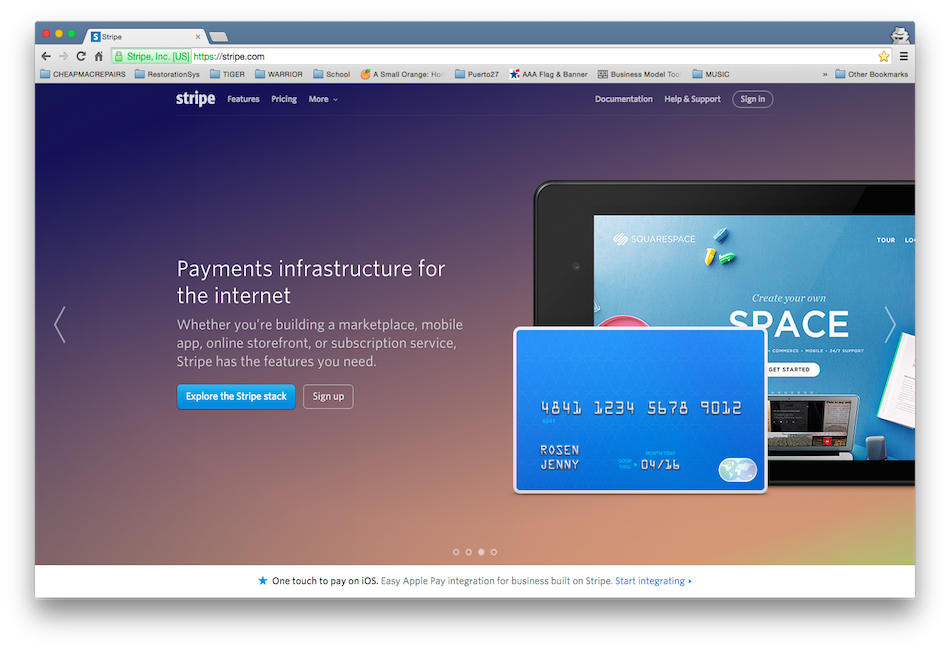 Stripe
Stripe, Inc. [US] https://stripe.com
CHEAPMACREPAIRS RestorationSys TIGER WARRIOR School A Small Orange: Ho Puerto27 AAA Flag & Banner Business Model Too MUSIC » Other Bookmarks
stripe Features Pricing More Documentation Help & Support Sign in
SQUARESPACE TOUR LO
Payments infrastructure for
the internet
Whether you're building a marketplace, mobile
app, online storefront, or subscription service,
Stripe has the features you need.
Explore the Stripe stack Sign up
Create your own
SPACE
COMMERCE • MOBILE • 24/7 SUPPORT
GET STARTED
4841 1234 5678 9012
4841
ROSEN
JENNY
MONTH/YEAR
GOOD
THRU 04/16
One touch to pay on iOS. Easy Apple Pay integration for business built on Stripe. Start integrating